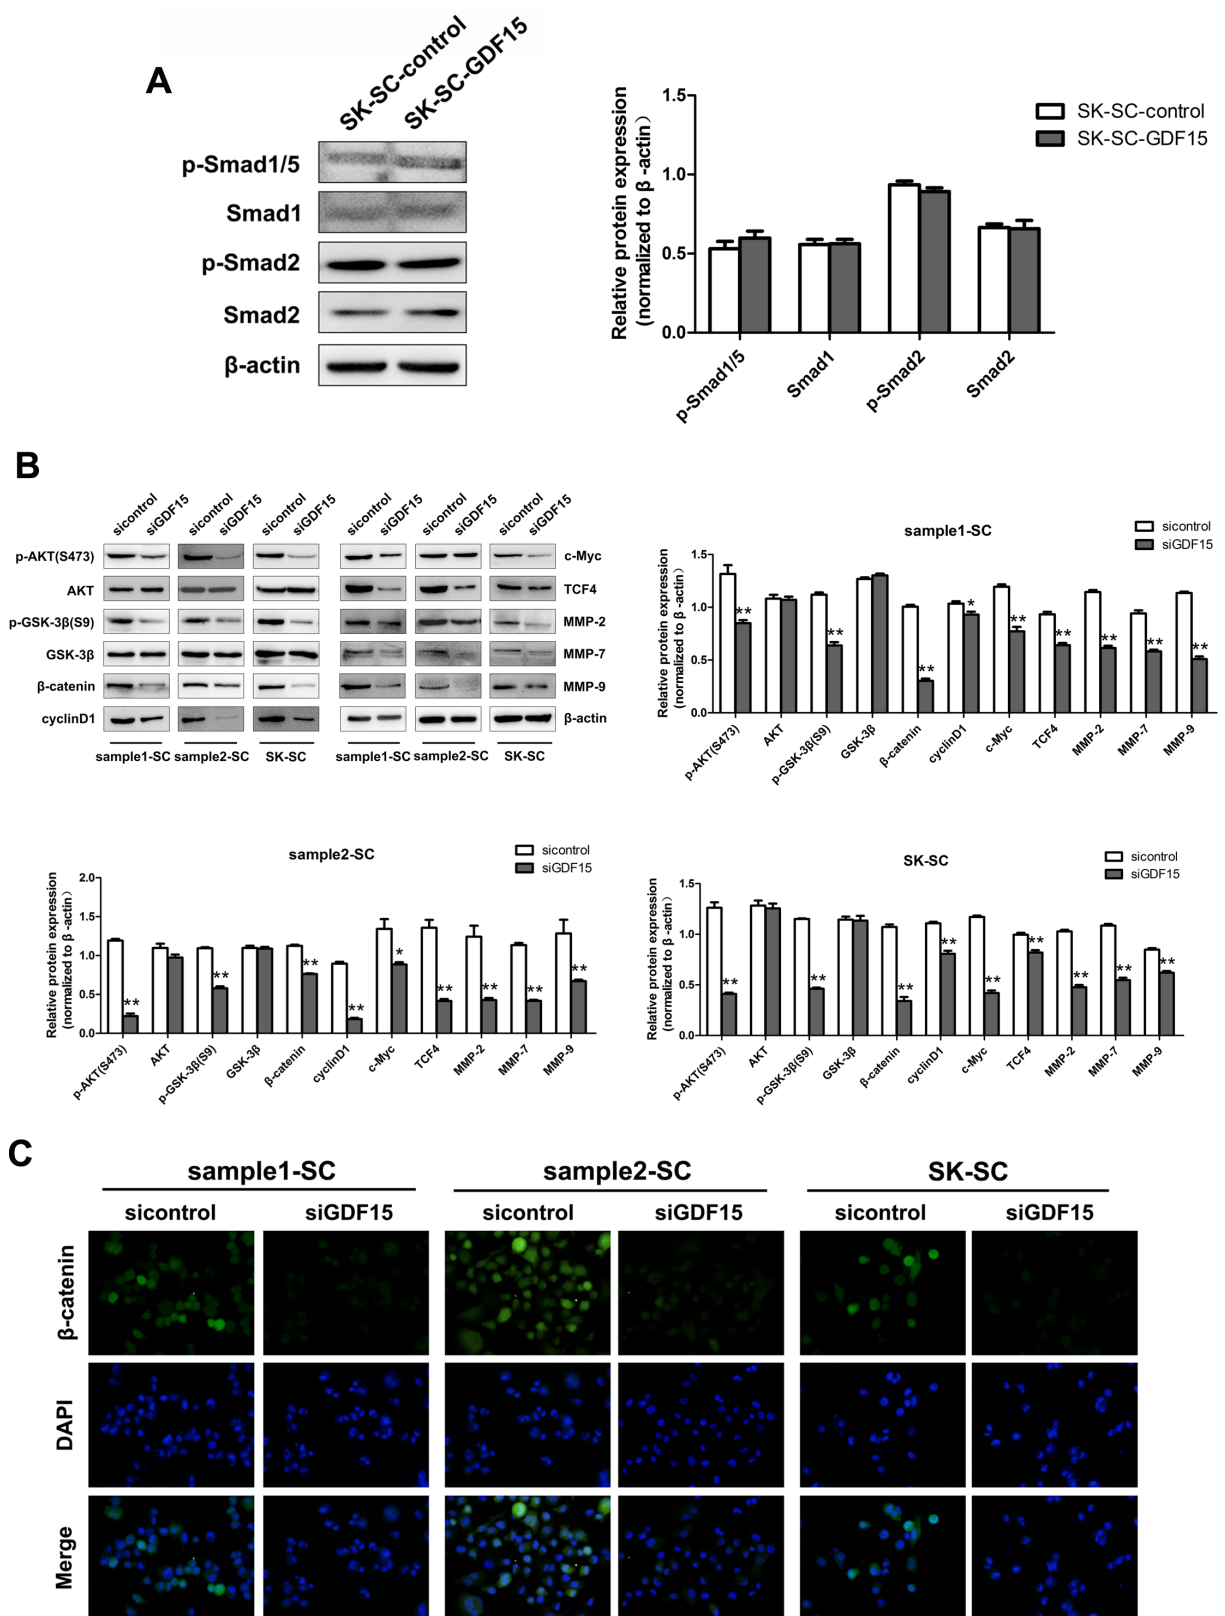 A
SK-SC-control
SK-SC-GDF15
p-Smad1/5
Smad1
p-Smad2
Smad2
β-actin
Relative protein expression
(normalized to β -actin)
1.5
1.0
0.5
0.0
p-Smad1/5
Smad1
p-Smad2
Smad2
SK-SC-control
SK-SC-GDF15
B
sicontrol siGDF15 sicontrol siGDF15 sicontrol siGDF15 sicontrol siGDF15 sicontrol siGDF15 sicontrol siGDF15
p-AKT(S473) c-Myc
AKT TCF4
p-GSK-3β(S9) MMP-2
GSK-3β MMP-7
β-catenin MMP-9
cyclinD1 β-actin
sample1-SC sample2-SC SK-SC sample1-SC sample2-SC SK-SC
sample1-SC
sicontrol
siGDF15
Relative protein expression
(normalized to β -actin)
1.5
1.0
0.5
0.0
** ** ** * ** ** ** ** **
p-AKT(S473)
AKT
p-GSK-3β(S9)
GSK-3β
β-catenin
cyclinD1
c-Myc
TCF4
MMP-2
MMP-7
MMP-9
sample2-SC
sicontrol
siGDF15
Relative protein expression
(normalized to β -actin)
2.0
1.5
1.0
0.5
0.0
** ** ** ** * ** ** ** **
p-AKT(S473)
AKT
p-GSK-3β(S9)
GSK-3β
β-catenin
cyclinD1
c-Myc
TCF4
MMP-2
MMP-7
MMP-9
SK-SC
sicontrol
siGDF15
Relative protein expression
(normalized to β -actin)
1.5
1.0
0.5
0.0
** ** ** ** ** ** ** ** **
p-AKT(S473)
AKT
p-GSK-3β(S9)
GSK-3β
β-catenin
cyclinD1
c-Myc
TCF4
MMP-2
MMP-7
MMP-9
C
sample1-SC sample2-SC SK-SC
sicontrol siGDF15 sicontrol siGDF15 sicontrol siGDF15
β-catenin
DAPI
Merge